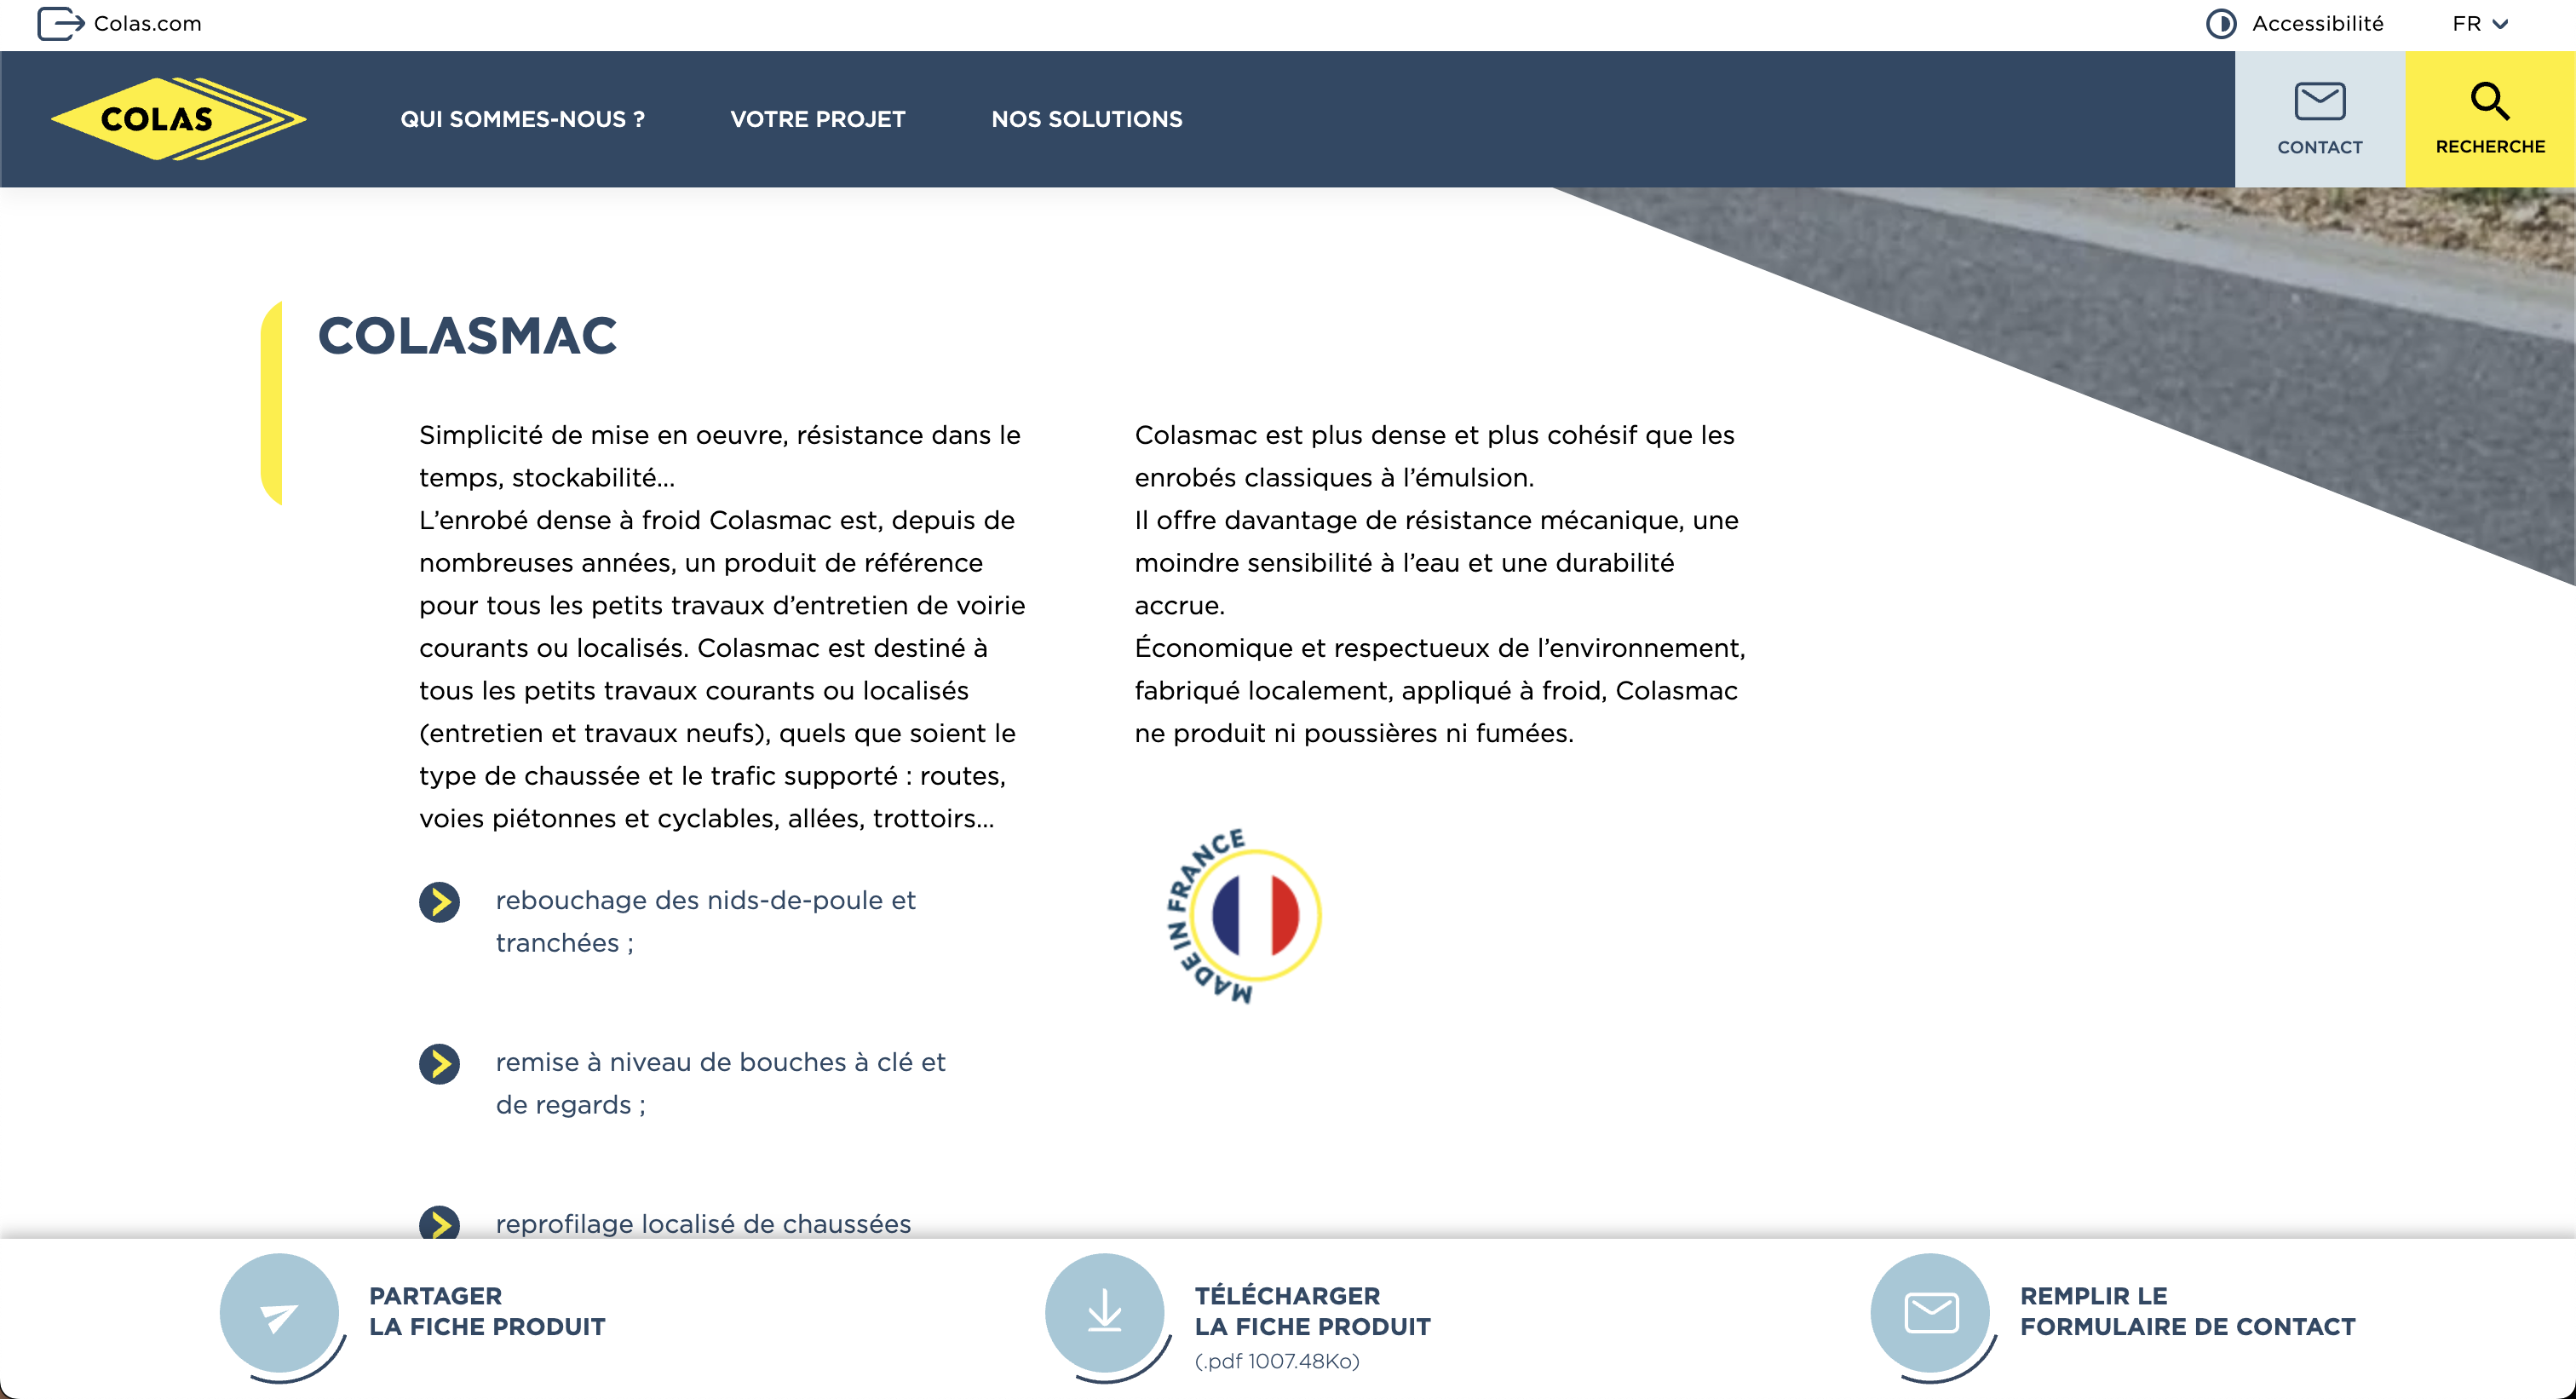 Colas.com
Accessibilité
FR
COLAS
QUI SOMMES-NOUS ?
VOTRE PROJET
NOS SOLUTIONS
CONTACT
RECHERCHE
COLASMAC
Simplicité de mise en oeuvre, résistance dans le
temps, stockabilité...
L’enrobé dense à froid Colasmac est, depuis de
nombreuses années, un produit de référence
pour tous les petits travaux d’entretien de voirie
courants ou localisés. Colasmac est destiné à
tous les petits travaux courants ou localisés
(entretien et travaux neufs), quels que soient le
type de chaussée et le trafic supporté : routes,
voies piétonnes et cyclables, allées, trottoirs...
rebouchage des nids-de-poule et
tranchées ;
remise à niveau de bouches à clé et
de regards ;
reprofilage localisé de chaussées
Colasmac est plus dense et plus cohésif que les
enrobés classiques à l’émulsion.
Il offre davantage de résistance mécanique, une
moindre sensibilité à l’eau et une durabilité
accrue.
Économique et respectueux de l’environnement,
fabriqué localement, appliqué à froid, Colasmac
ne produit ni poussières ni fumées.
MADE IN FRANCE
PARTAGER
LA FICHE PRODUIT
TÉLÉCHARGER
LA FICHE PRODUIT
(.pdf 1007.48Ko)
REMPLIR LE
FORMULAIRE DE CONTACT